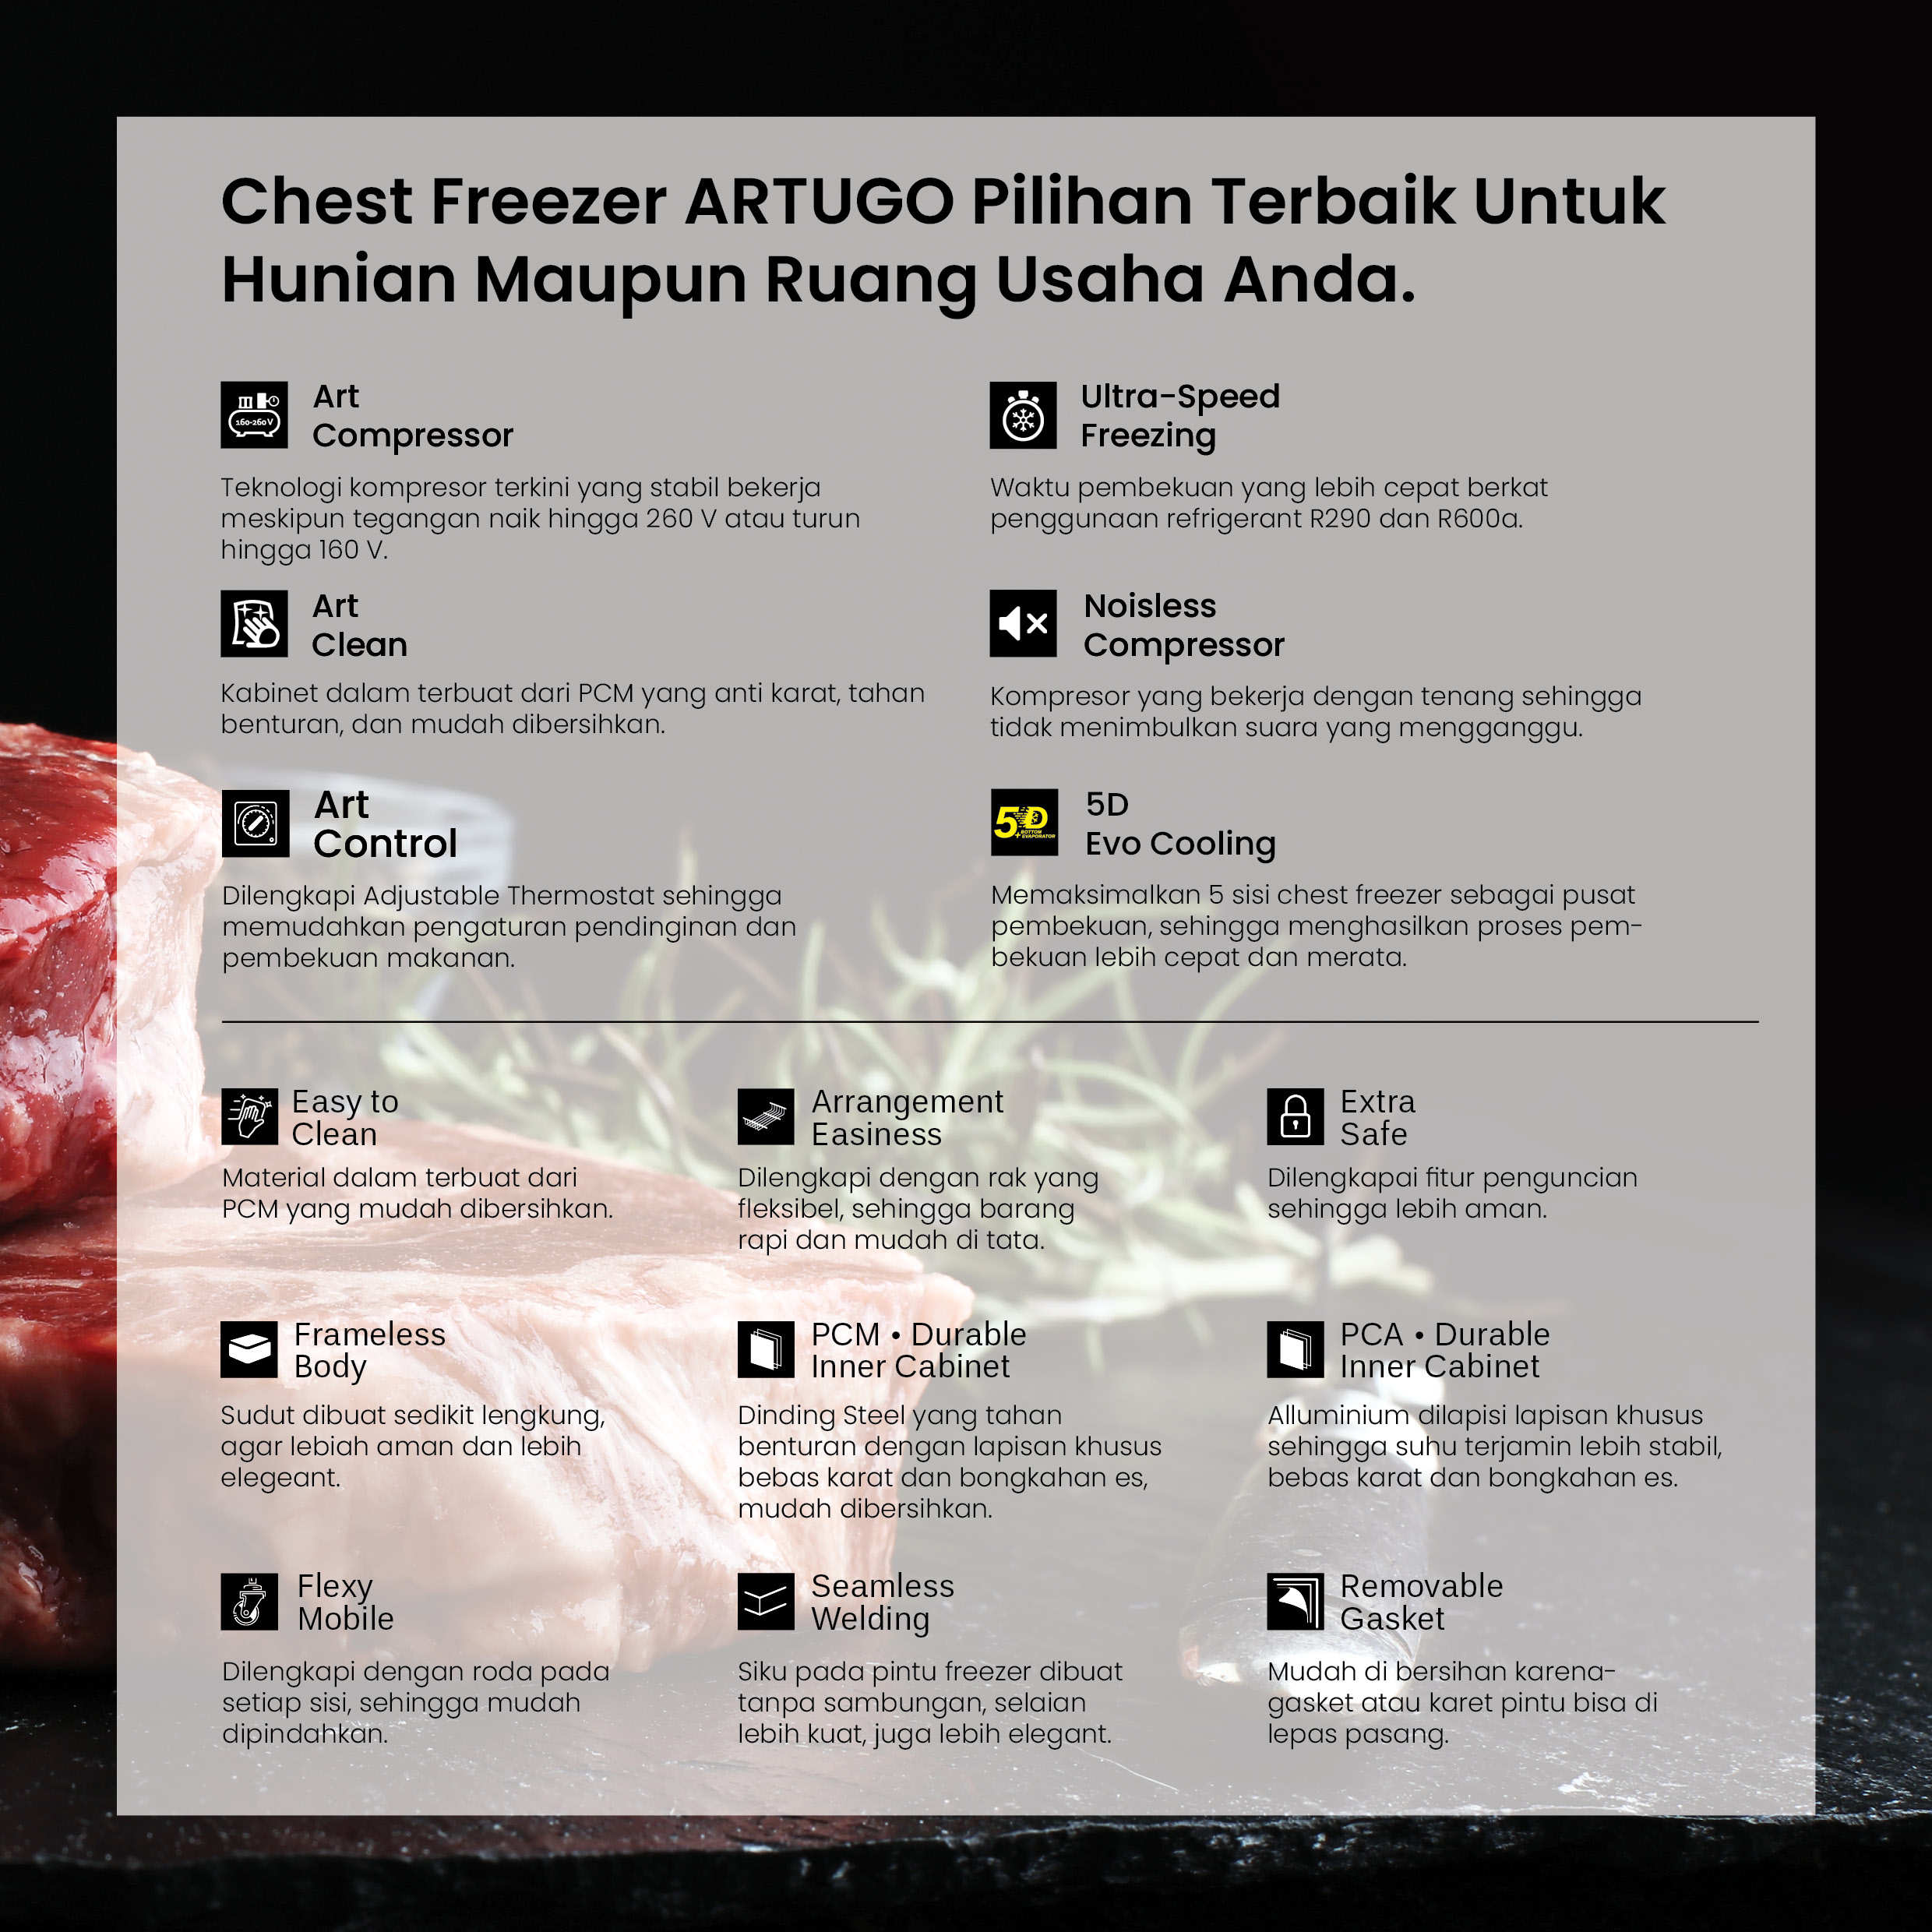 Chest Freezer ARTUGO Pilihan Terbaik Untuk
Hunian Maupun Ruang Usaha Anda.
160-260V
Art
Compressor
Teknologi kompresor terkini yang stabil bekerja
meskipun tegangan naik hingga 260 V atau turun
hingga 160 V.
Ultra-Speed
Freezing
Waktu pembekuan yang lebih cepat berkat
penggunaan refrigerant R290 dan R600a.
Art
Clean
Kabinet dalam terbuat dari PCM yang anti karat, tahan
benturan, dan mudah dibersihkan.
Noisless
Compressor
Kompresor yang bekerja dengan tenang sehingga
tidak menimbulkan suara yang mengganggu.
Art
Control
Dilengkapi Adjustable Thermostat sehingga
memudahkan pengaturan pendinginan dan
pembekuan makanan.
5D
+BOTTOM
EVAPORATOR
5D
Evo Cooling
Memaksimalkan 5 sisi chest freezer sebagai pusat
pembekuan, sehingga menghasilkan proses pem-
bekuan lebih cepat dan merata.
Easy to
Clean
Material dalam terbuat dari
PCM yang mudah dibersihkan.
Arrangement
Easiness
Dilengkapi dengan rak yang
fleksibel, sehingga barang
rapi dan mudah di tata.
Extra
Safe
Dilengkapai fitur penguncian
sehingga lebih aman.
Frameless
Body
Sudut dibuat sedikit lengkung,
agar lebiah aman dan lebih
elegeant.
PCM • Durable
Inner Cabinet
Dinding Steel yang tahan
benturan dengan lapisan khusus
bebas karat dan bongkahan es,
mudah dibersihkan.
PCA • Durable
Inner Cabinet
Alluminium dilapisi lapisan khusus
sehingga suhu terjamin lebih stabil,
bebas karat dan bongkahan es.
Flexy
Mobile
Dilengkapi dengan roda pada
setiap sisi, sehingga mudah
dipindahkan.
Seamless
Welding
Siku pada pintu freezer dibuat
tanpa sambungan, selaian
lebih kuat, juga lebih elegant.
Removable
Gasket
Mudah di bersihan karena-
gasket atau karet pintu bisa di
lepas pasang.